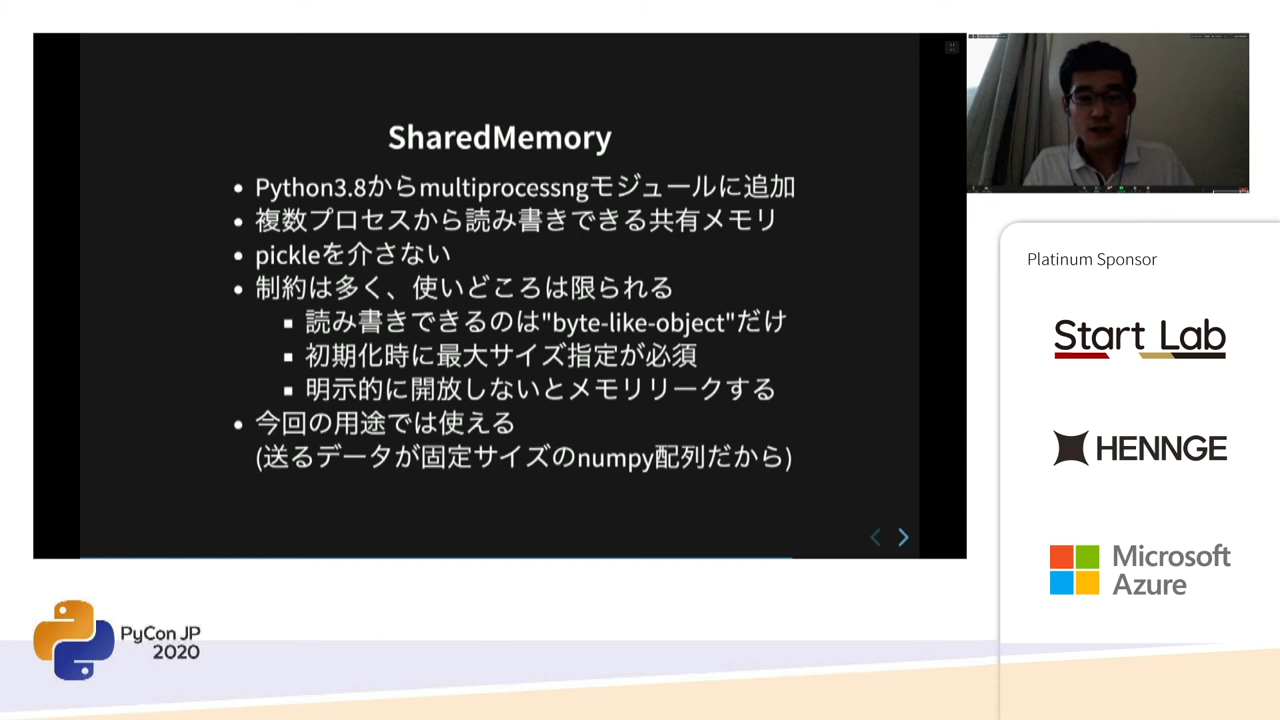 SharedMemory
Python3.8からmultiprocessngモジュールに追加
複数プロセスから読み書きできる共有メモリ
pickleを介さない
制約は多く、使いどころは限られる
読み書きできるのは"byte-like-object"だけ
初期化時に最大サイズ指定が必須
明示的に開放しないとメモリリークする
今回の用途では使える
(送るデータが固定サイズのnumpy配列だから)
Platinum Sponsor
Start Lab
HENNGE
Microsoft
Azure
PyCon JP
2020